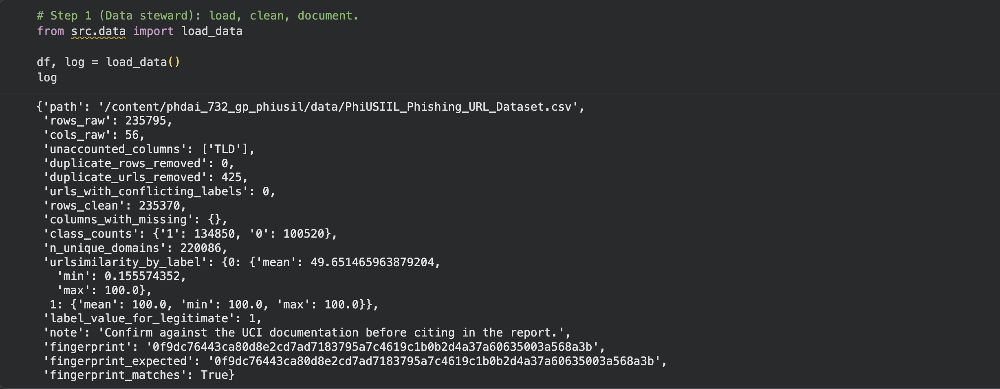 # Step 1 (Data steward): load, clean, document.
from src.data import load_data
df, log = load_data()
log
{'path': '/content/phdai_732_gp_phiusil/data/PhiUSIIL_Phishing_URL_Dataset.csv',
 'rows_raw': 235795,
 'cols_raw': 56,
 'unaccounted_columns': ['TLD'],
 'duplicate_rows_removed': 0,
 'duplicate_urls_removed': 425,
 'urls_with_conflicting_labels': 0,
 'rows_clean': 235370,
 'columns_with_missing': {},
 'class_counts': {'1': 134850, '0': 100520},
 'n_unique_domains': 220086,
 'urlsimilarity_by_label': {0: {'mean': 49.651465963879204,
   'min': 0.155574352,
   'max': 100.0},
  1: {'mean': 100.0, 'min': 100.0, 'max': 100.0}},
 'label_value_for_legitimate': 1,
 'note': 'Confirm against the UCI documentation before citing in the report.',
 'fingerprint': '0f9dc76443ca80d8e2cd7ad7183795a7c4619c1b0b2d4a37a60635003a568a3b',
 'fingerprint_expected': '0f9dc76443ca80d8e2cd7ad7183795a7c4619c1b0b2d4a37a60635003a568a3b',
 'fingerprint_matches': True}